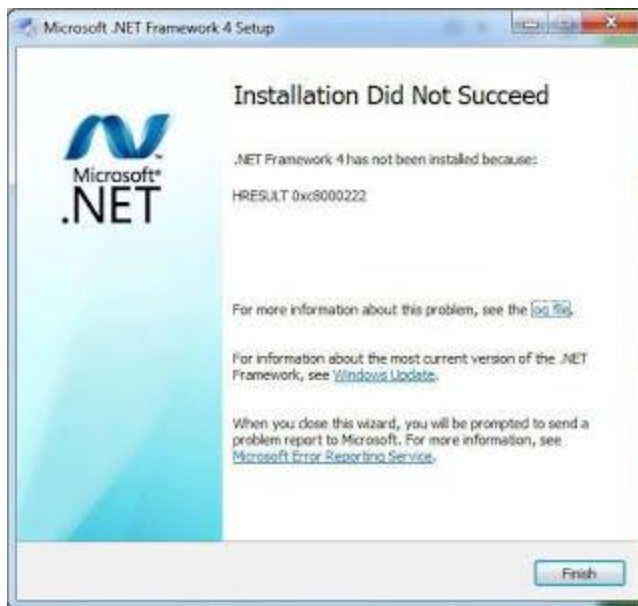 Microsoft .NET Framework 4 Setup
Installation Did Not Succeed
Microsoft®
.NET
.NET Framework 4 has not been installed because:
HRESULT 0xc8000222
For more information about this problem, see the log file.
For information about the most current version of the .NET
Framework, see Windows Update.
When you close this wizard, you will be prompted to send a
problem report to Microsoft. For more information, see
Microsoft Error Reporting Service.
Finish